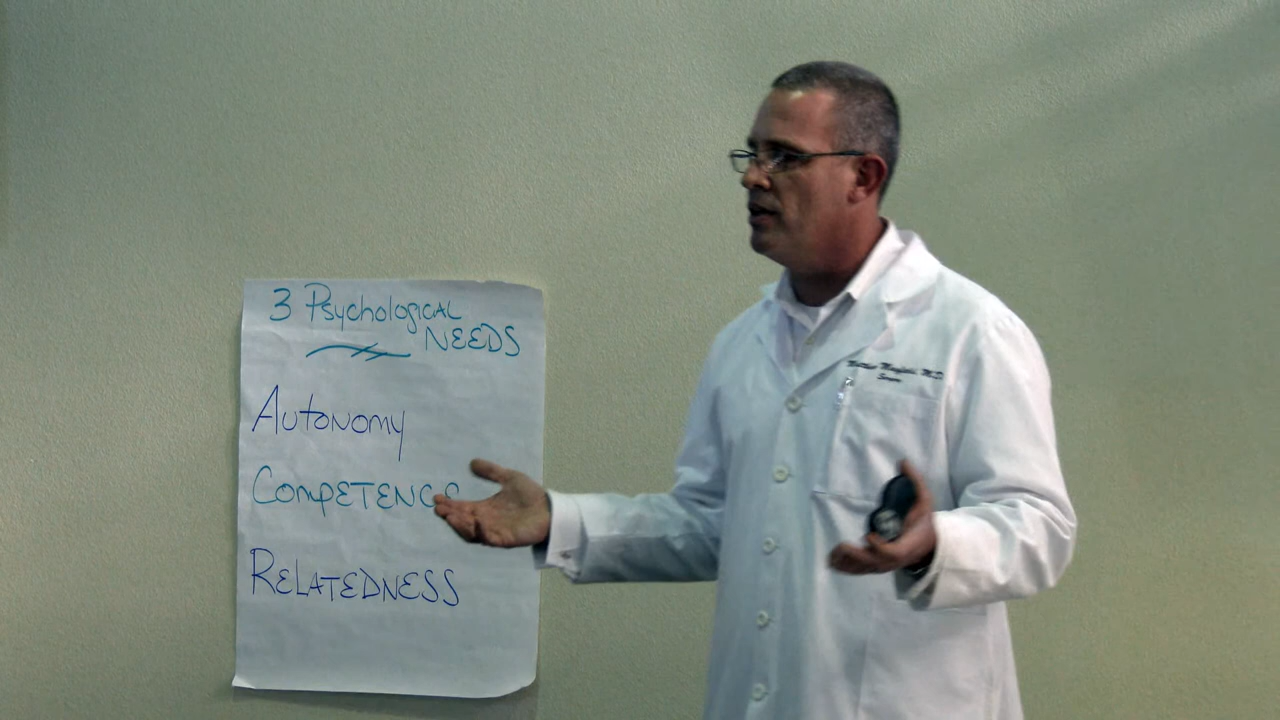 3 Psychological
NEEDS
Autonomy
Competence
Relatedness
M.D.